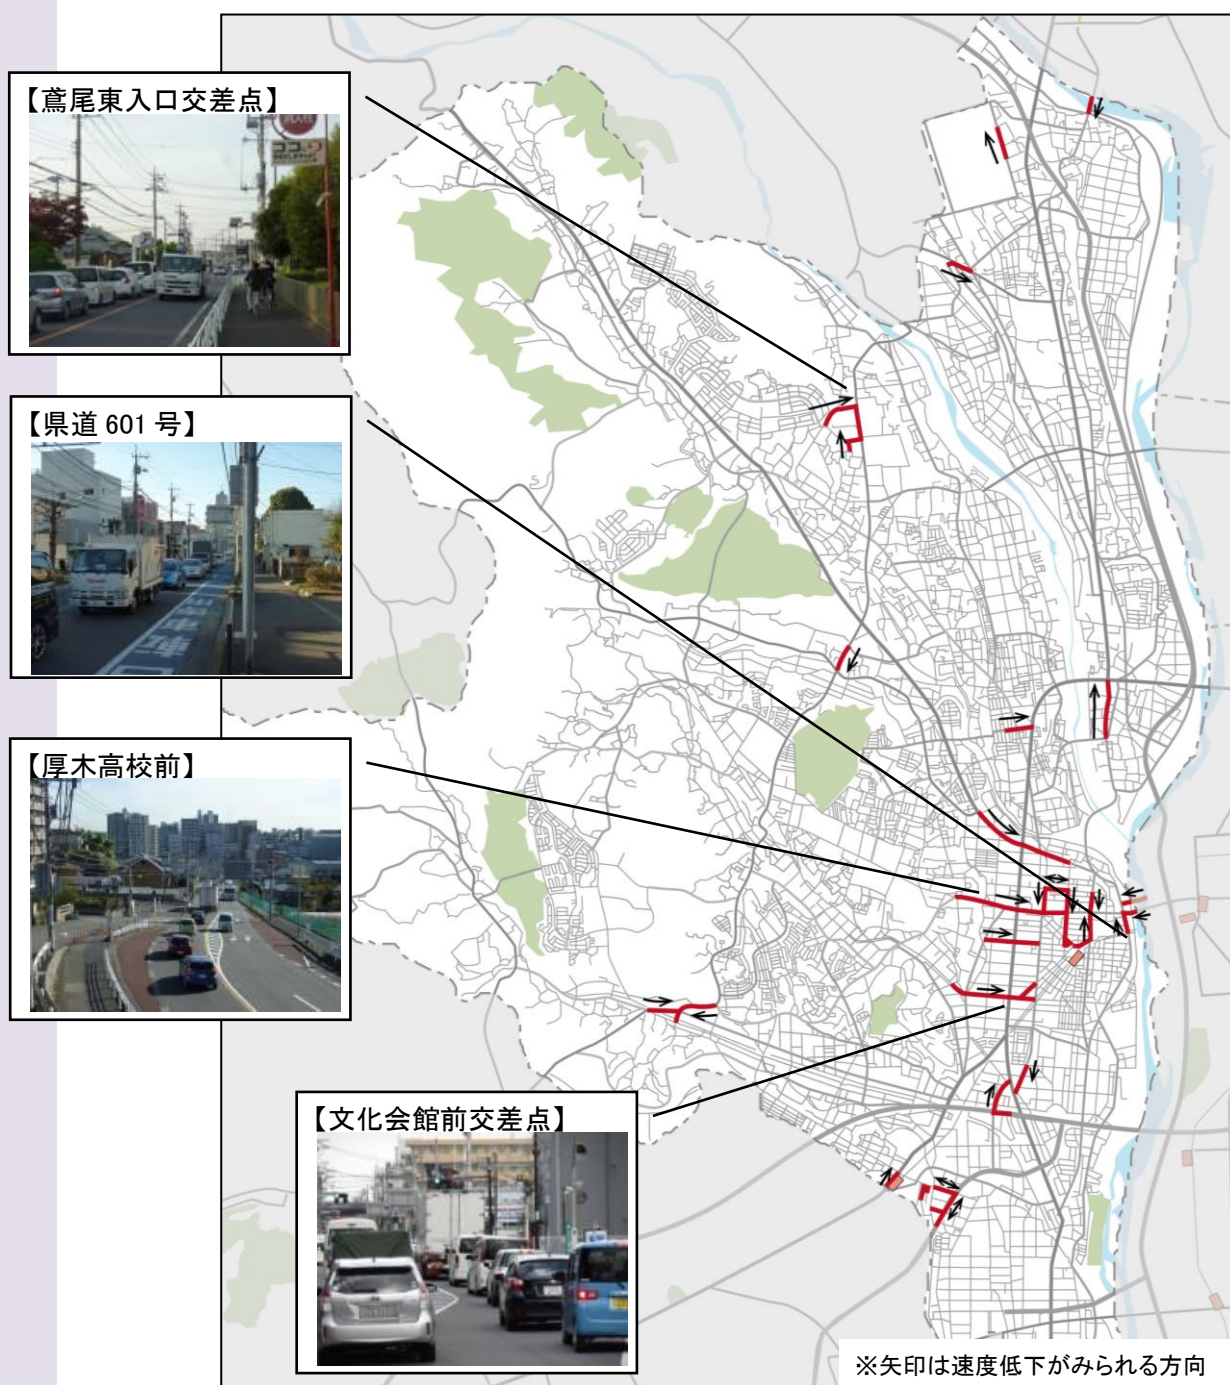 【鳶尾東入口交差点】
ココ
【県道 601 号】
【厚木高校前】
【文化会館前交差点】
※矢印は速度低下がみられる方向